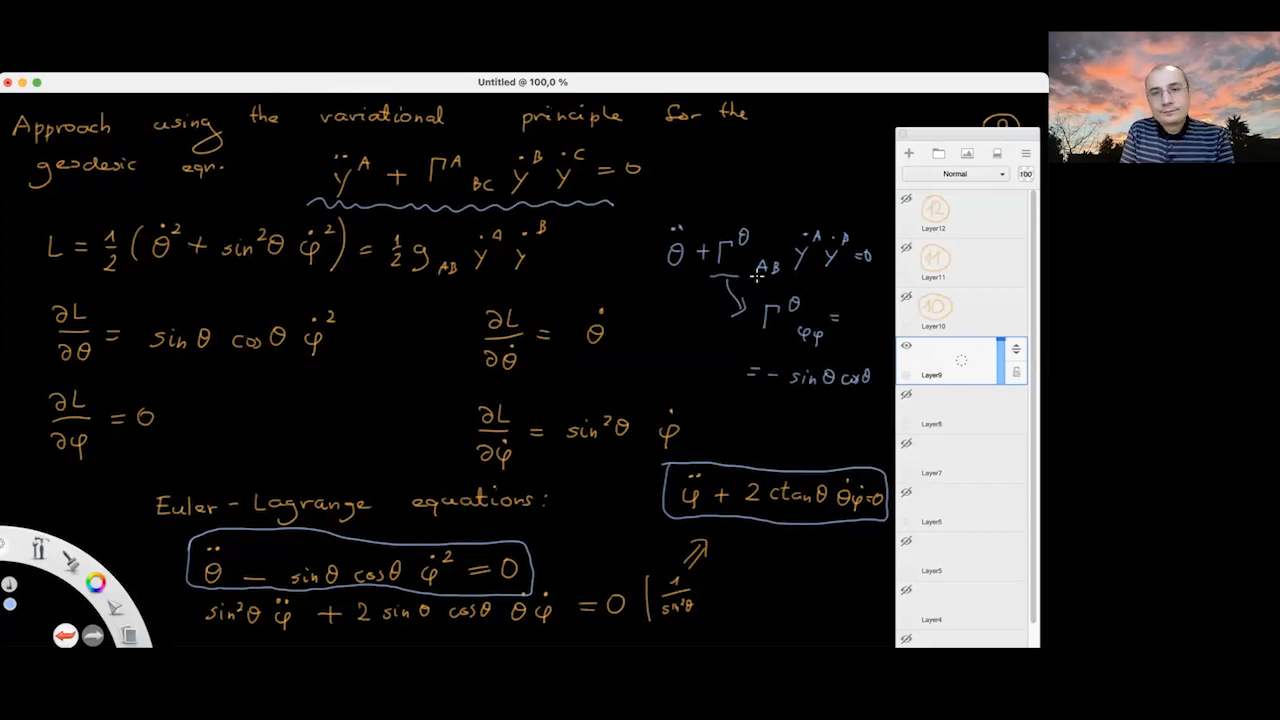 Untitled @ 100,0 %
Approach using the variational principle for the
geodesic eqn. ÿ^A + Γ^A_BC ẏ^B ẏ^C = 0
L = 1/2 (θ̇² + sin²θ φ̇²) = 1/2 g_AB ẏ^A ẏ^B
θ̈ + Γ^θ_AB ẏ^A ẏ^B = 0
Γ^θ_φφ =
= - sinθ cosθ
∂L/∂θ = sinθ cosθ φ̇²
∂L/∂θ̇ = θ̇
∂L/∂φ = 0
∂L/∂φ̇ = sin²θ φ̇
φ̈ + 2 ctanθ θ̇φ̇=0
Euler-Lagrange equations:
θ̈ - sinθ cosθ φ̇² = 0
sin²θ φ̈ + 2 sinθ cosθ θ̇ φ̇ = 0 | 1/sin²θ
Normal
100
12
Layer12
11
Layer11
10
Layer10
Layer9
Layer8
Layer7
Layer6
Layer5
Layer4